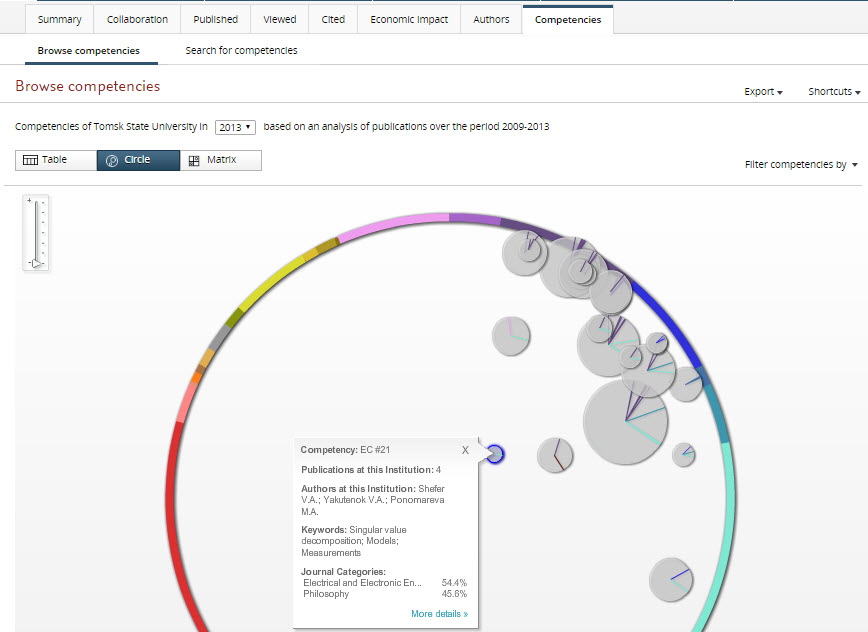 Summary Collaboration Published Viewed Cited Economic Impact Authors Competencies
Browse competencies Search for competencies
Browse competencies
Export Shortcuts
Competencies of Tomsk State University in 2013 based on an analysis of publications over the period 2009-2013
Table Circle Matrix
Filter competencies by
+
-
Competency: EC #21 X
Publications at this Institution: 4
Authors at this Institution: Shefer
V.A.; Yakutenok V.A.; Ponomareva
M.A.
Keywords: Singular value
decomposition; Models;
Measurements
Journal Categories:
Electrical and Electronic En... 54.4%
Philosophy 45.6%
More details »